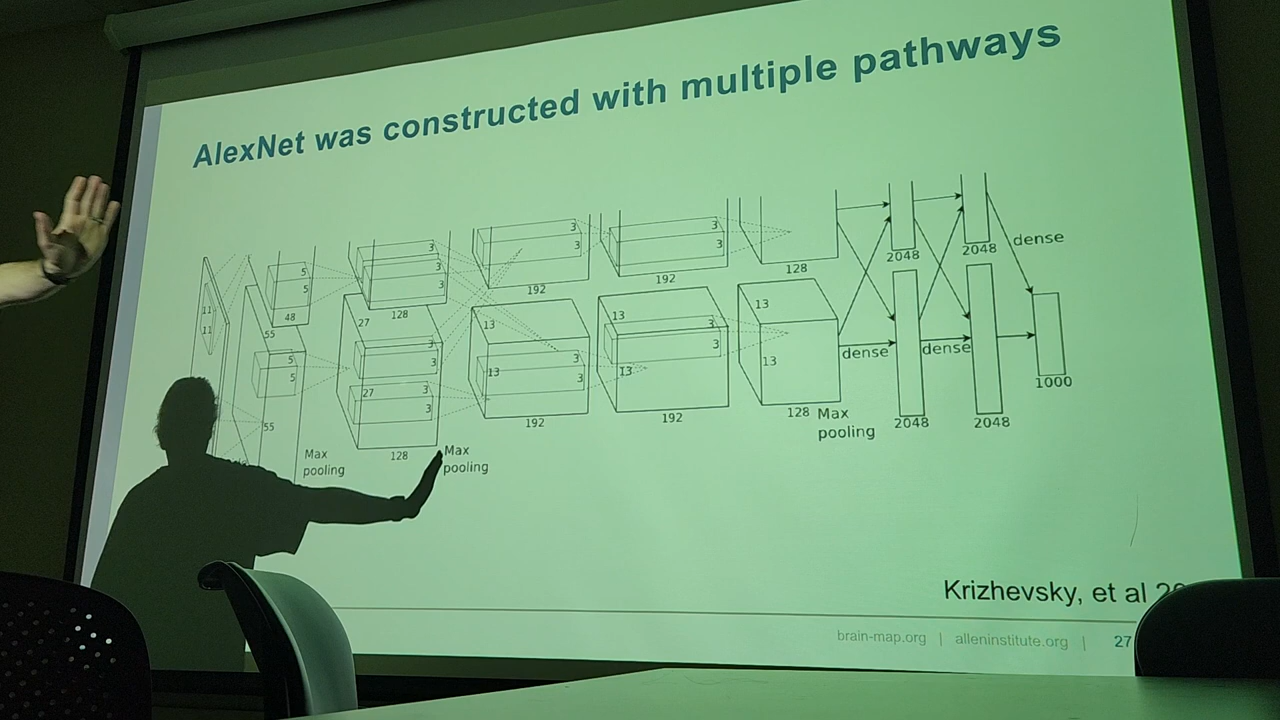 AlexNet was constructed with multiple pathways
3 3 3 3 3 3 3
5 5
11 11
48
128
192
192
128
2048
2048
dense
55
27
13
13
13
5 5
3 3
3 3
3 3
3 3
27
13
13
13
dense
dense
1000
55
128
192
192
128
Max
pooling
2048
2048
Max
pooling
Max
pooling
Krizhevsky, et al
brain-map.org | alleninstitute.org | 27